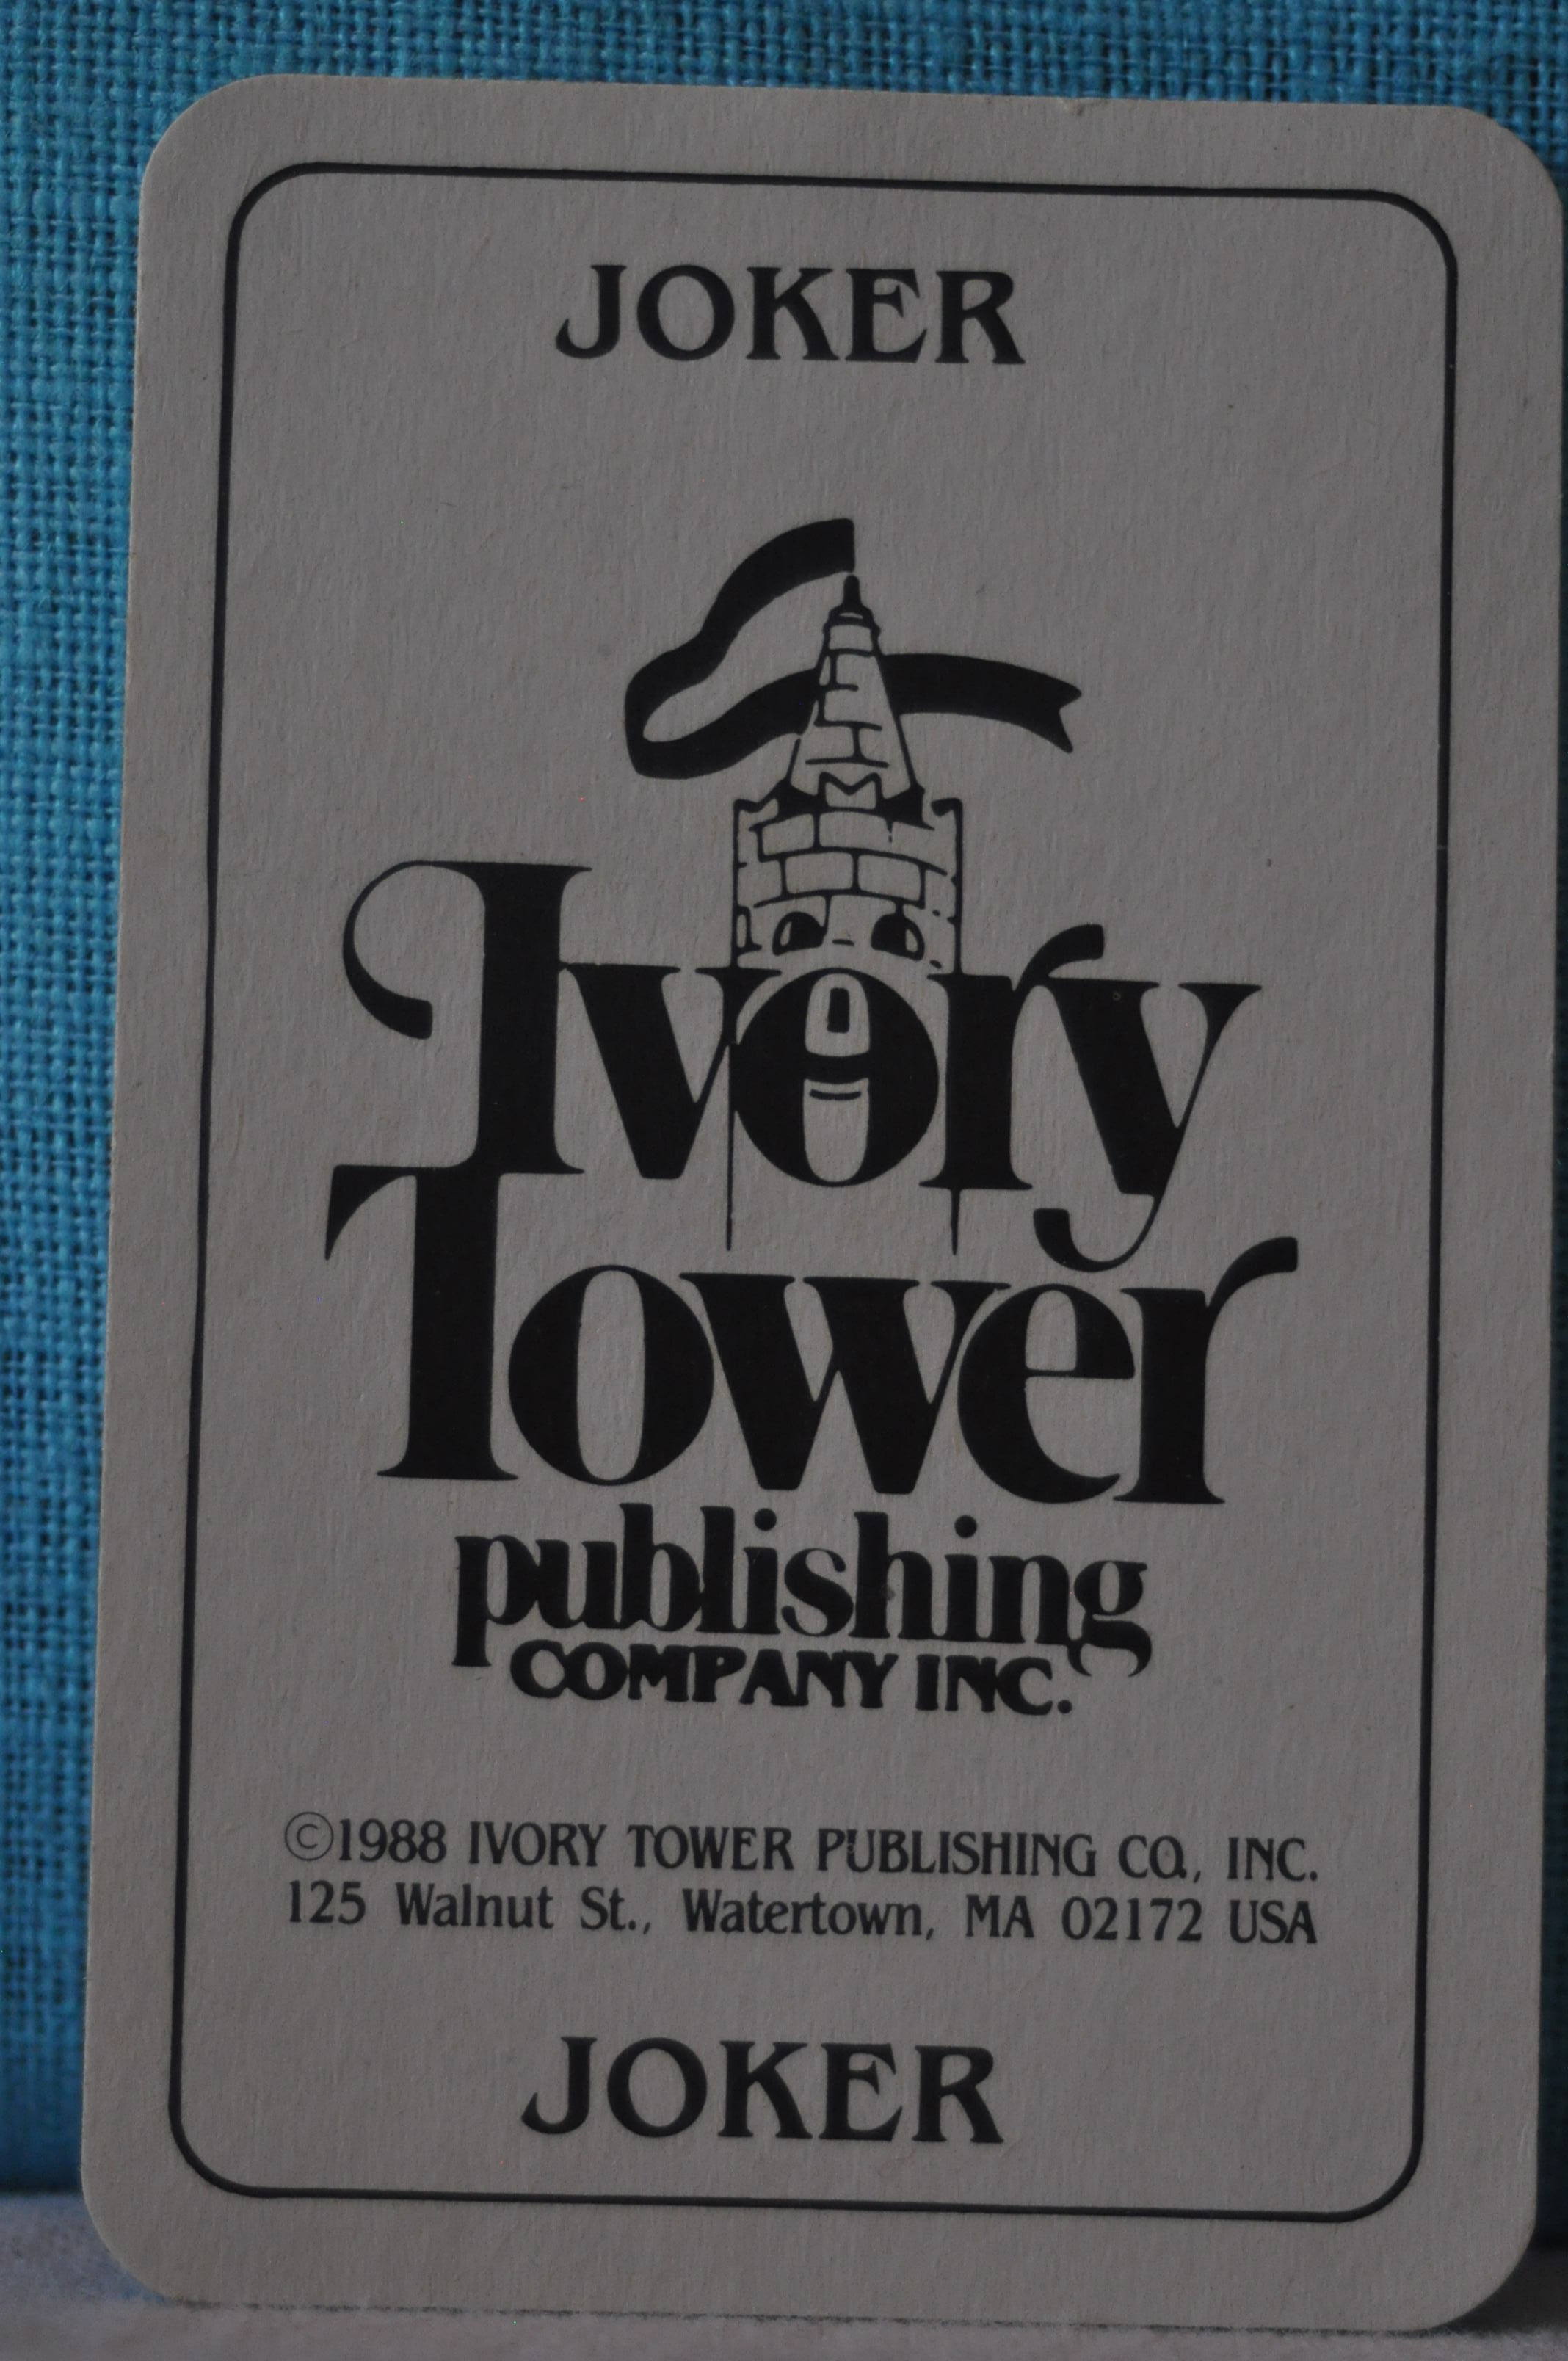 JOKER
Ivory
Tower
publishing
COMPANY INC.
©1988 IVORY TOWER PUBLISHING CO., INC.
125 Walnut St., Watertown, MA 02172 USA
JOKER